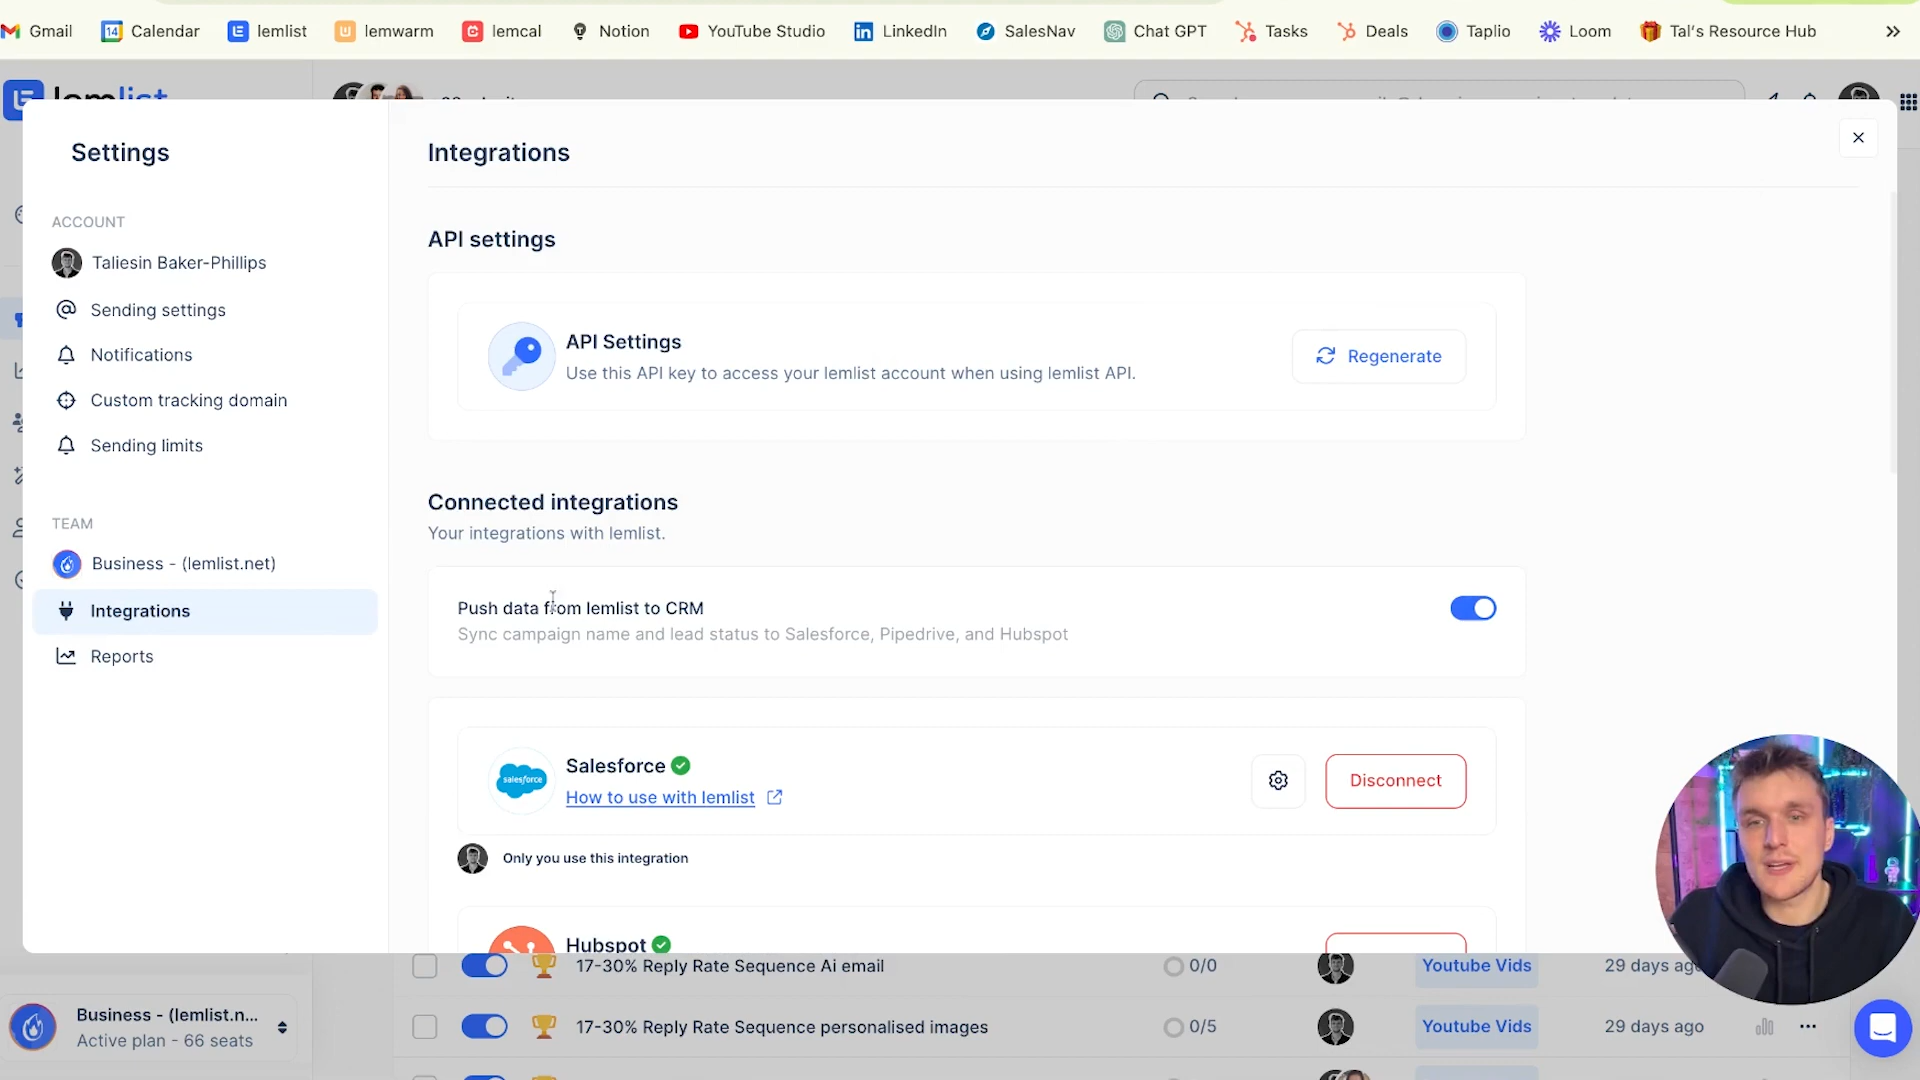 Gmail
14
Calendar
lemlist
lemwarm
lemcal
Notion
YouTube Studio
LinkedIn
SalesNav
Chat GPT
Tasks
Deals
Taplio
Loom
Tal's Resource Hub
lemlist
Settings
ACCOUNT
Taliesin Baker-Phillips
Sending settings
Notifications
Custom tracking domain
Sending limits
TEAM
Business - (lemlist.net)
Integrations
Reports
Integrations
API settings
API Settings
Use this API key to access your lemlist account when using lemlist API.
Regenerate
Connected integrations
Your integrations with lemlist.
Push data from lemlist to CRM
Sync campaign name and lead status to Salesforce, Pipedrive, and Hubspot
salesforce
Salesforce
How to use with lemlist
Disconnect
Only you use this integration
Hubspot
17-30% Reply Rate Sequence Ai email
0/0
Youtube Vids
29 days ago
17-30% Reply Rate Sequence personalised images
0/5
Youtube Vids
29 days ago
Business - (lemlist.n...
Active plan - 66 seats